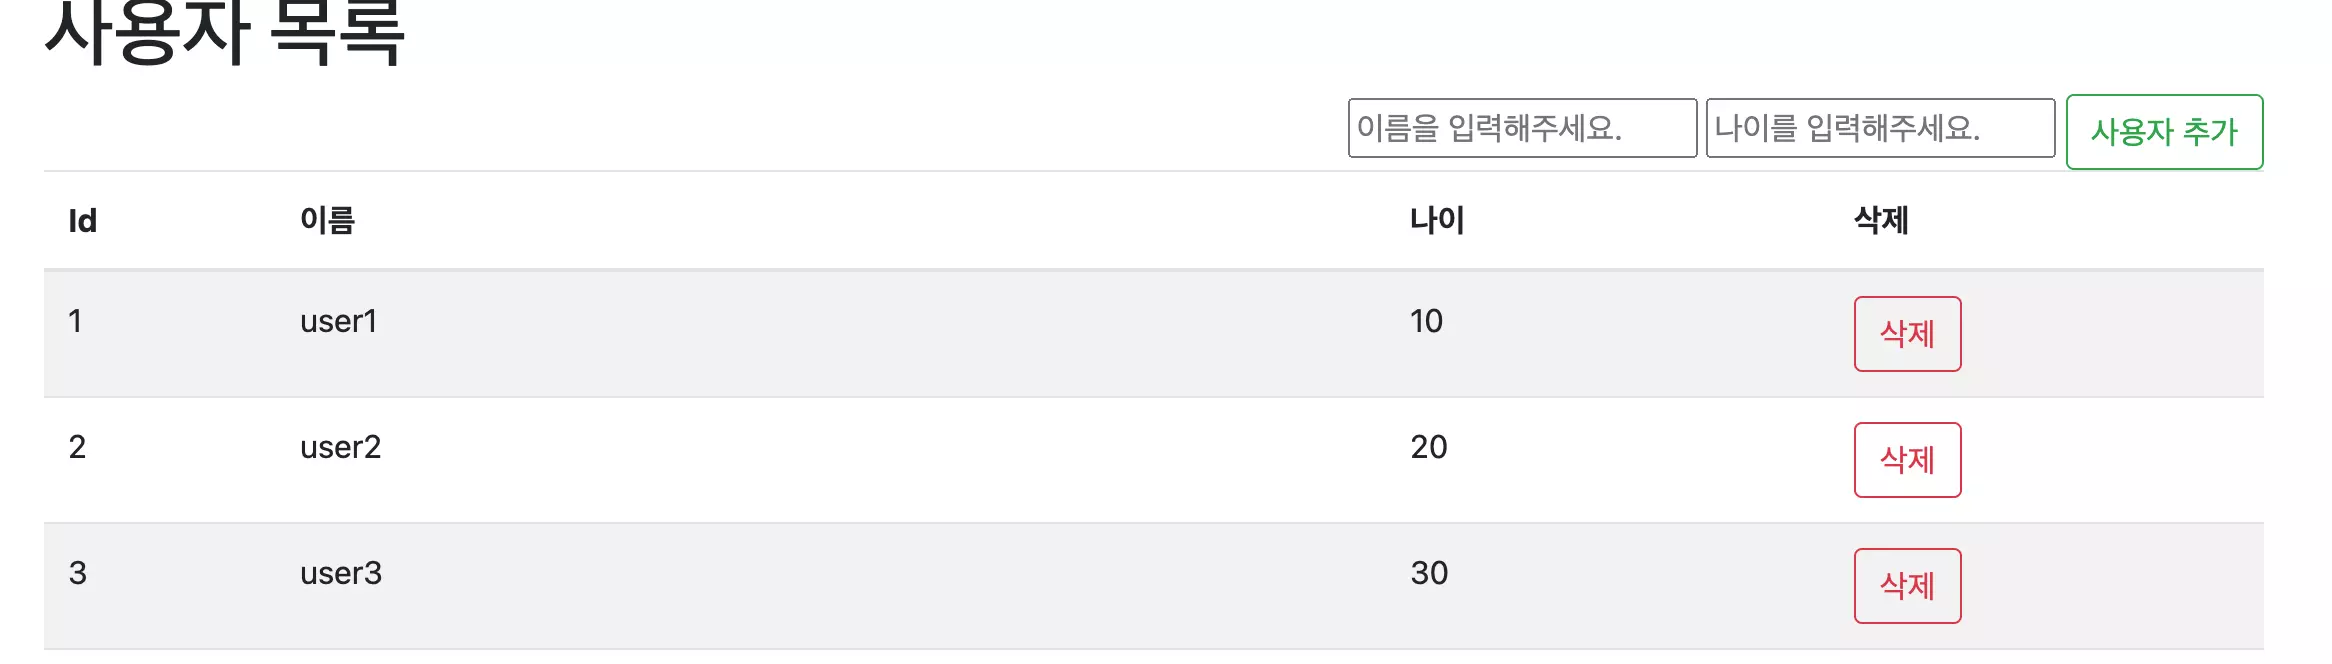 사용자 목록
이름을 입력해주세요. 나이를 입력해주세요. 사용자 추가
Id 이름 나이 삭제
1 user1 10 삭제
2 user2 20 삭제
3 user3 30 삭제